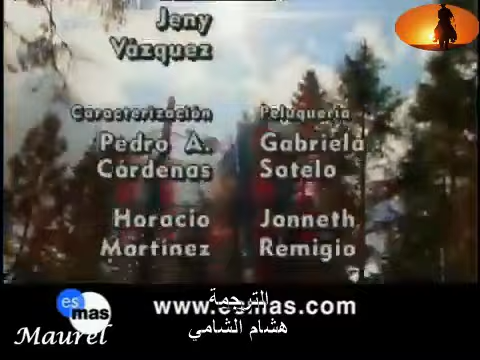 Jeny
Vázquez
Caracterización
Pedro A.
Cárdenas
Horacio
Martínez
Peluquería
Gabriela
Sotelo
Janneth
Remigio
es
mas
www.esmas.com
Maurel
الترجمة
هشام الشامي